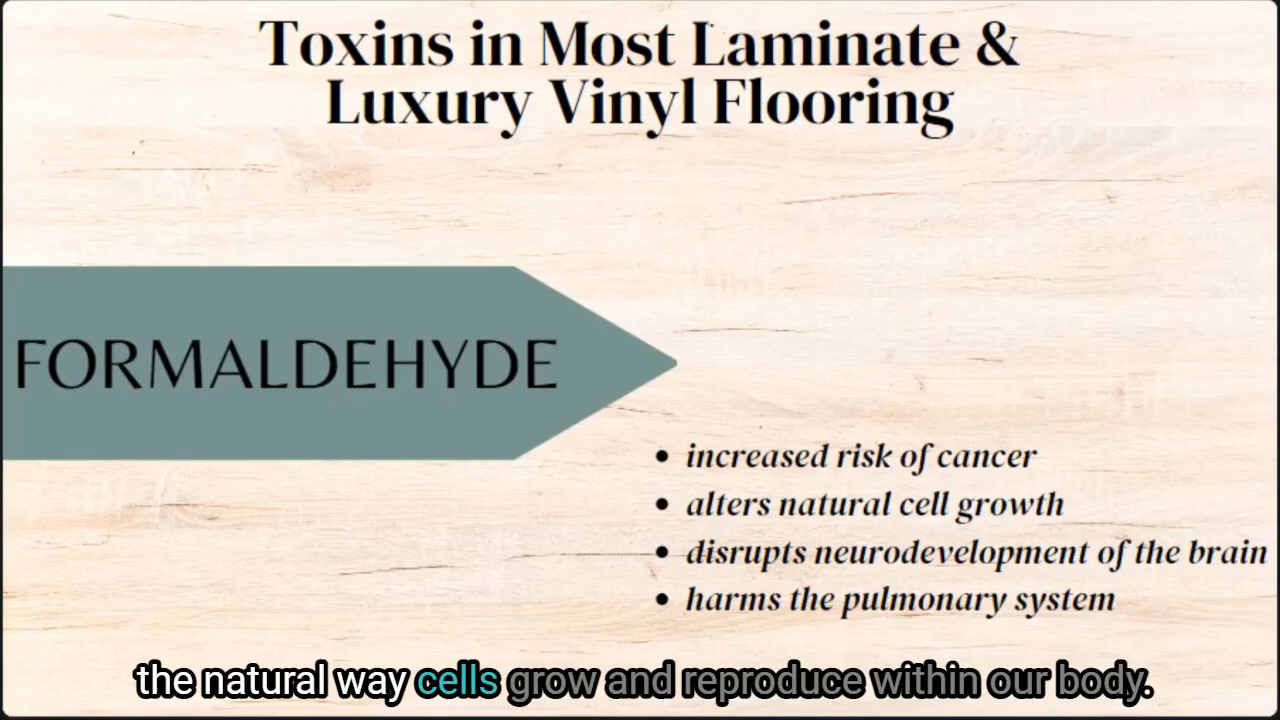 Toxins in Most Laminate &
Luxury Vinyl Flooring
FORMALDEHYDE
• increased risk of cancer
• alters natural cell growth
• disrupts neurodevelopment of the brain
• harms the pulmonary system
the natural way cells grow and reproduce within our body.